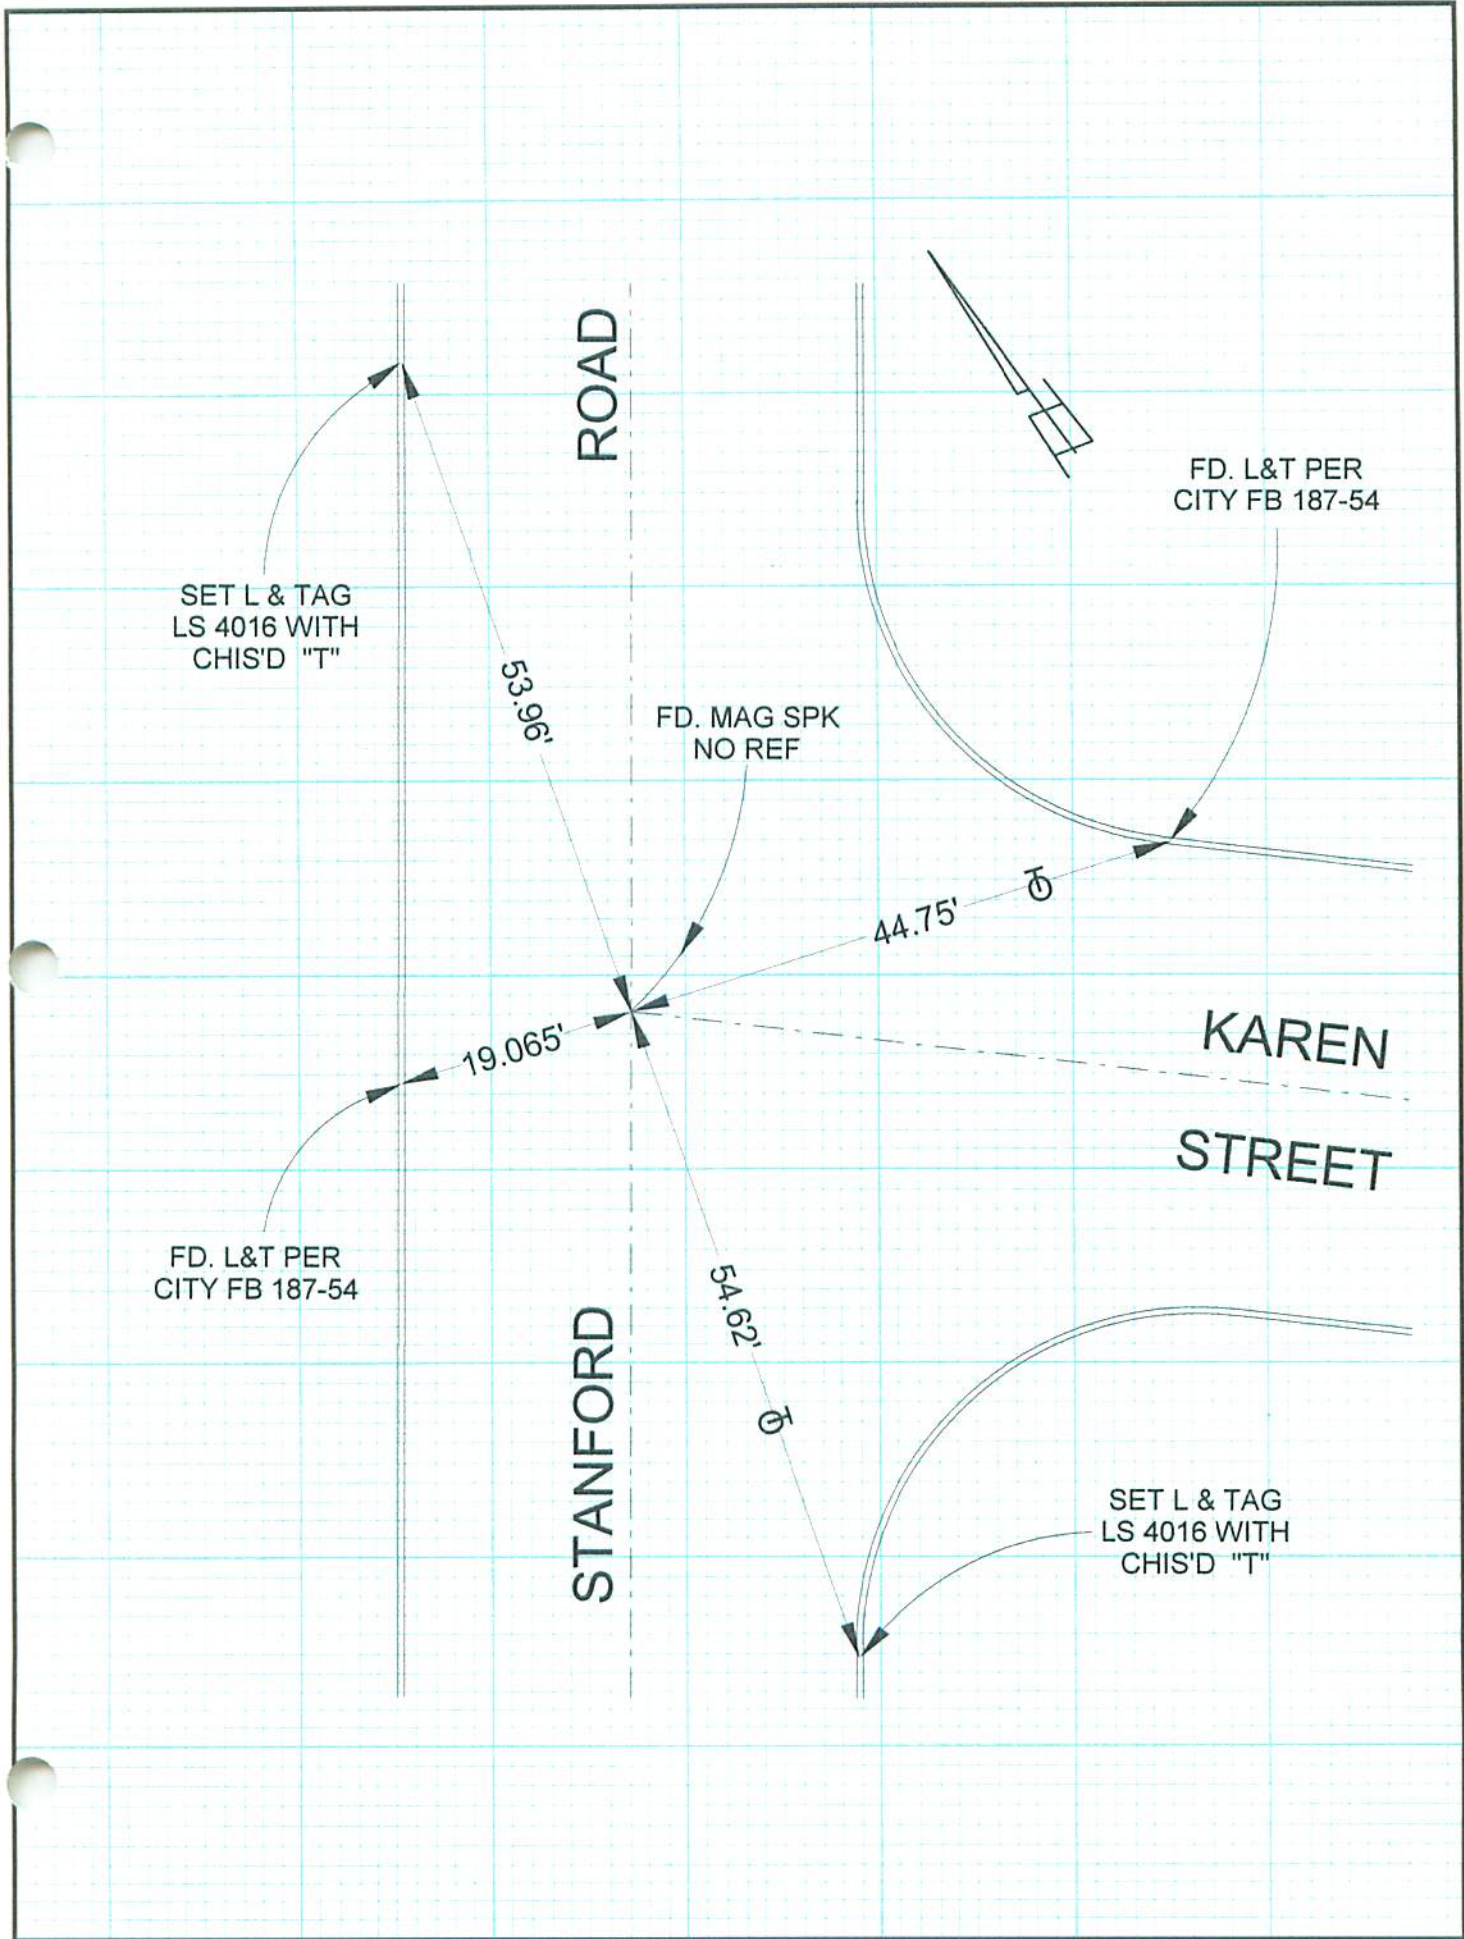 ROAD
FD. L&T PER
CITY FB 187-54
SET L & TAG
LS 4016 WITH
CHIS'D "T"
53.96'
FD. MAG SPK
NO REF
44.75'
19.065'
KAREN
STREET
FD. L&T PER
CITY FB 187-54
54.62'
STANFORD
SET L & TAG
LS 4016 WITH
CHIS'D "T"